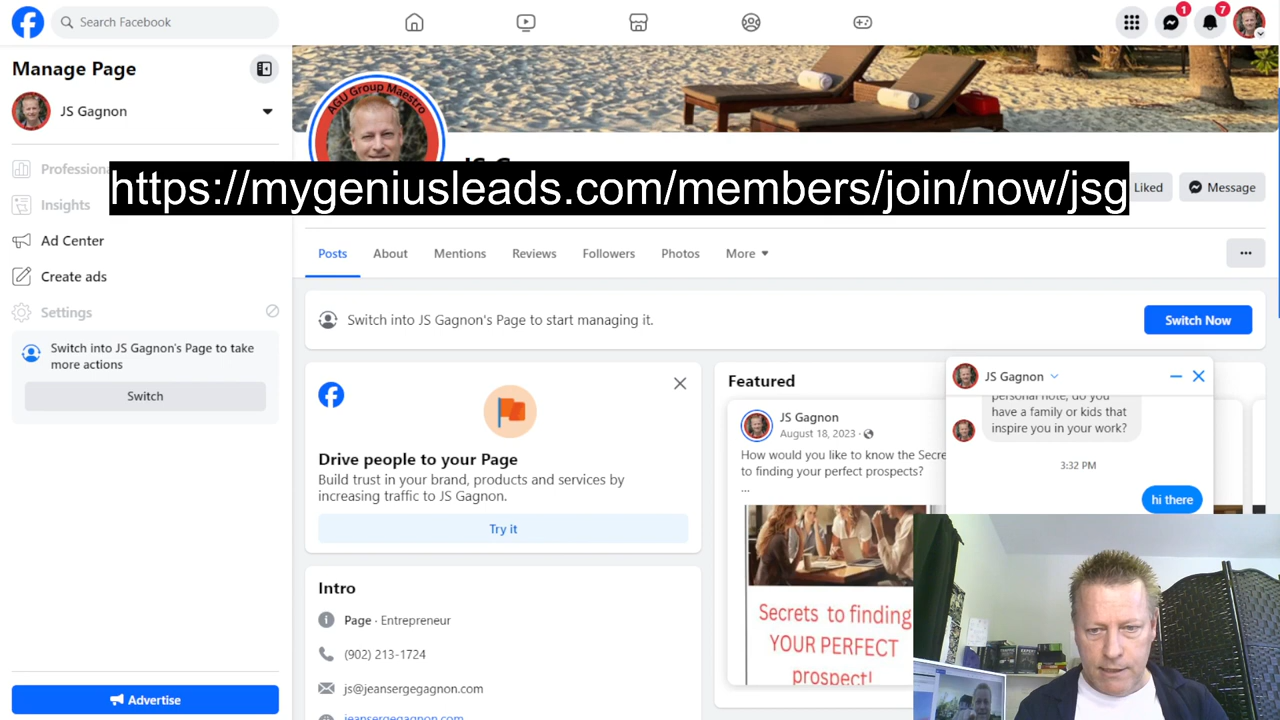 Search Facebook
1
7
Manage Page
JS Gagnon
AGU Group Maestro
Insights
https://mygeniusleads.com/members/join/now/jsg
Liked
Message
Ad Center
Create ads
Settings
Switch into JS Gagnon's Page to take
more actions
Switch
Advertise
Posts
About
Mentions
Reviews
Followers
Photos
More
Switch into JS Gagnon's Page to start managing it.
Switch Now
Drive people to your Page
Build trust in your brand, products and services by
increasing traffic to JS Gagnon.
Try it
Intro
Page · Entrepreneur
(902) 213-1724
js@jeansergegagnon.com
jeansergegagnon.com
Featured
JS Gagnon
August 18, 2023 ·
How would you like to know the
to finding your perfect prospects?
...
Secrets to finding
YOUR PERFECT
prospect!
JS Gagnon
personal note, do you
have a family or kids that
inspire you in your work?
3:32 PM
hi there